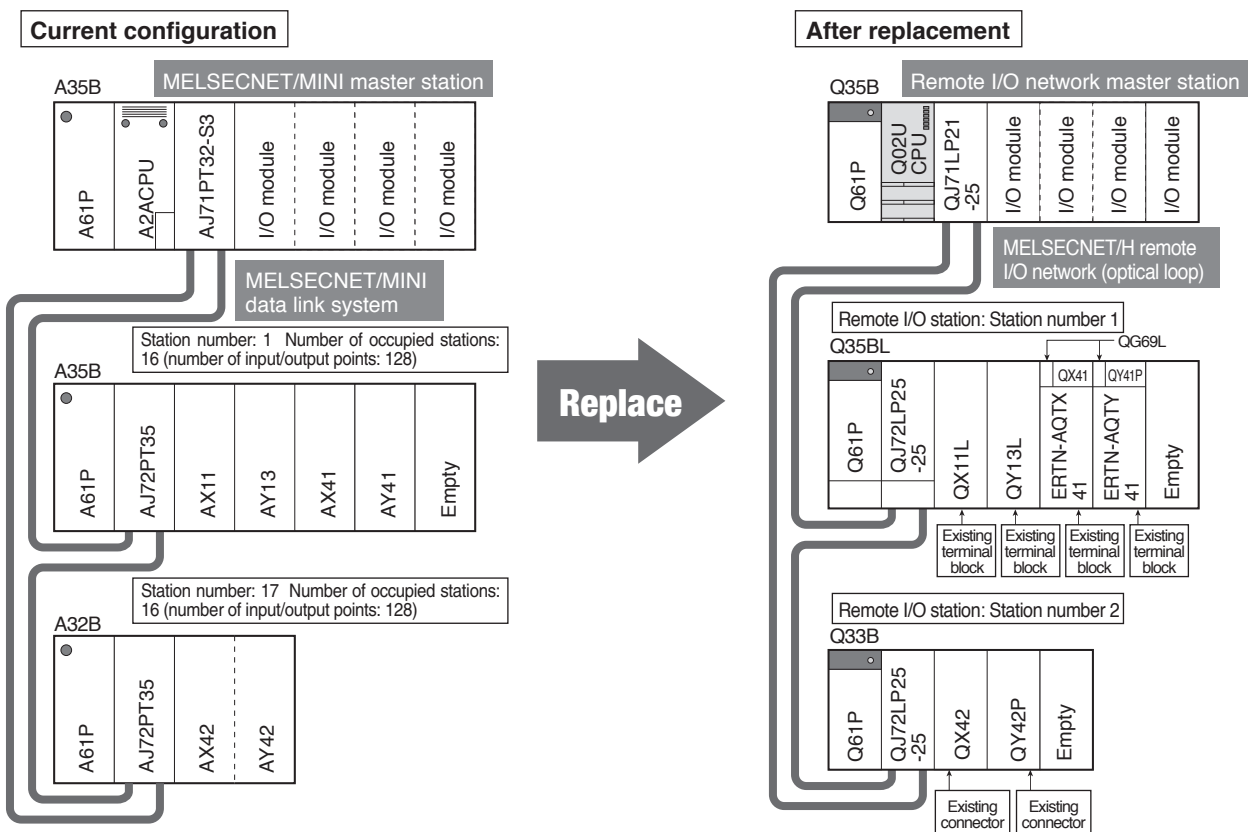 Current configuration
MELSECNET/MINI master station
A35B
A61P
A2ACPU
AJ71PT32-S3
I/O module
I/O module
I/O module
I/O module
MELSECNET/MINI
data link system
Station number: 1 Number of occupied stations:
16 (number of input/output points: 128)
A35B
A61P
AJ72PT35
AX11
AY13
AX41
AY41
Empty
Station number: 17 Number of occupied stations:
16 (number of input/output points: 128)
A32B
A61P
AJ72PT35
AX42
AY42
Replace
After replacement
Remote I/O network master station
Q35B
Q61P
Q02U
CPU
QJ71LP21
-25
I/O module
I/O module
I/O module
I/O module
MELSECNET/H remote
I/O network (optical loop)
Remote I/O station: Station number 1
Q35BL
QG69L
Q61P
QJ72LP25
-25
QX11L
QY13L
QX41
ERTN-AQTX
41
QY41P
ERTN-AQTY
41
Empty
Existing
terminal
block
Existing
terminal
block
Existing
terminal
block
Existing
terminal
block
Remote I/O station: Station number 2
Q33B
Q61P
QJ72LP25
-25
QX42
QY42P
Empty
Existing
connector
Existing
connector